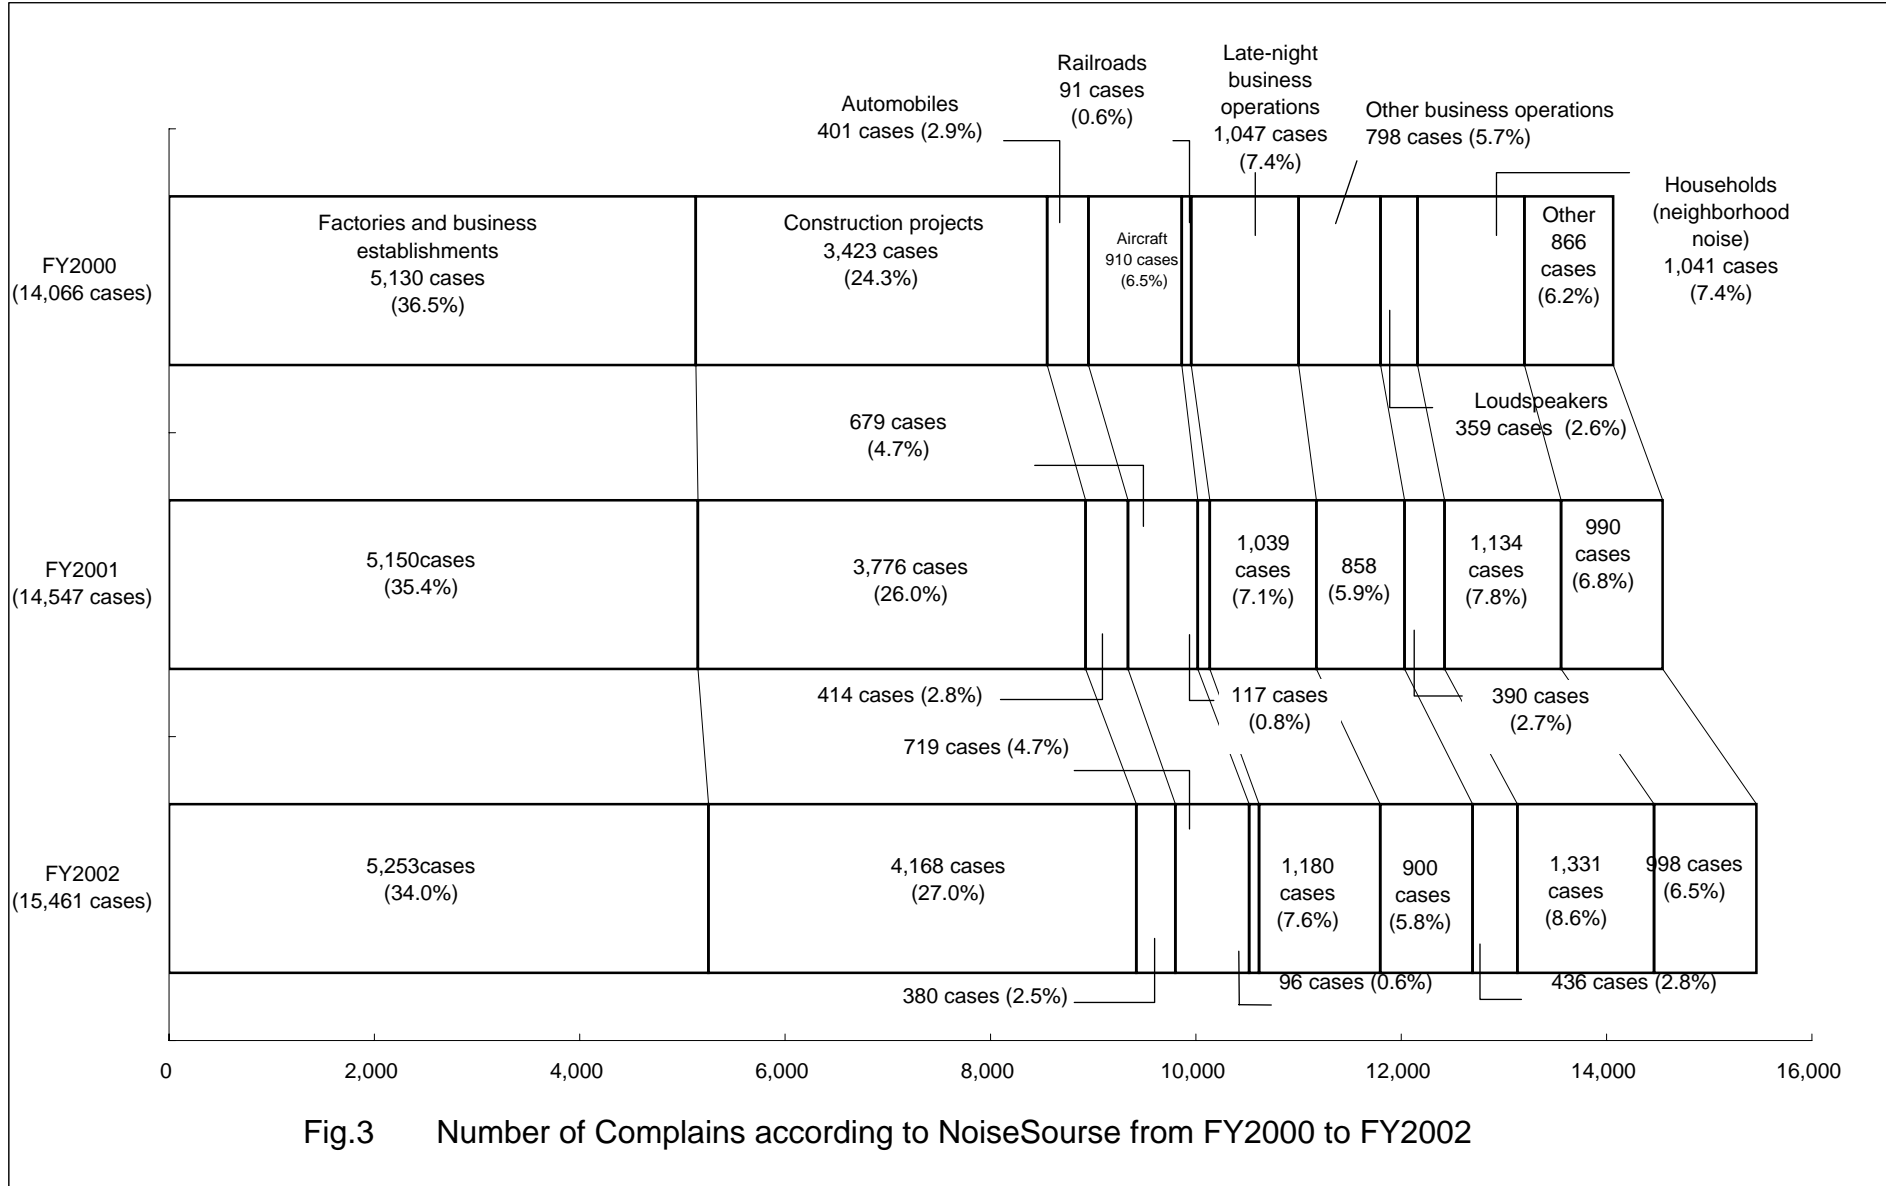 Automobiles
401 cases (2.9%)
Railroads
91 cases
(0.6%)
Late-night
business
operations
1,047 cases
(7.4%)
Other business operations
798 cases (5.7%)
Households
(neighborhood
noise)
1,041 cases
(7.4%)
FY2000
(14,066 cases)
Factories and business
establishments
5,130 cases
(36.5%)
Construction projects
3,423 cases
(24.3%)
Aircraft
910 cases
(6.5%)
Other
866
cases
(6.2%)
Loudspeakers
359 cases (2.6%)
679 cases
(4.7%)
FY2001
(14,547 cases)
5,150cases
(35.4%)
3,776 cases
(26.0%)
1,039
cases
(7.1%)
858
(5.9%)
1,134
cases
(7.8%)
990
cases
(6.8%)
414 cases (2.8%)
117 cases
(0.8%)
390 cases
(2.7%)
719 cases (4.7%)
FY2002
(15,461 cases)
5,253cases
(34.0%)
4,168 cases
(27.0%)
1,180
cases
(7.6%)
900
cases
(5.8%)
1,331
cases
(8.6%)
998 cases
(6.5%)
380 cases (2.5%)
96 cases (0.6%)
436 cases (2.8%)
0 2,000 4,000 6,000 8,000 10,000 12,000 14,000 16,000
Fig.3 Number of Complains according to NoiseSourse from FY2000 to FY2002